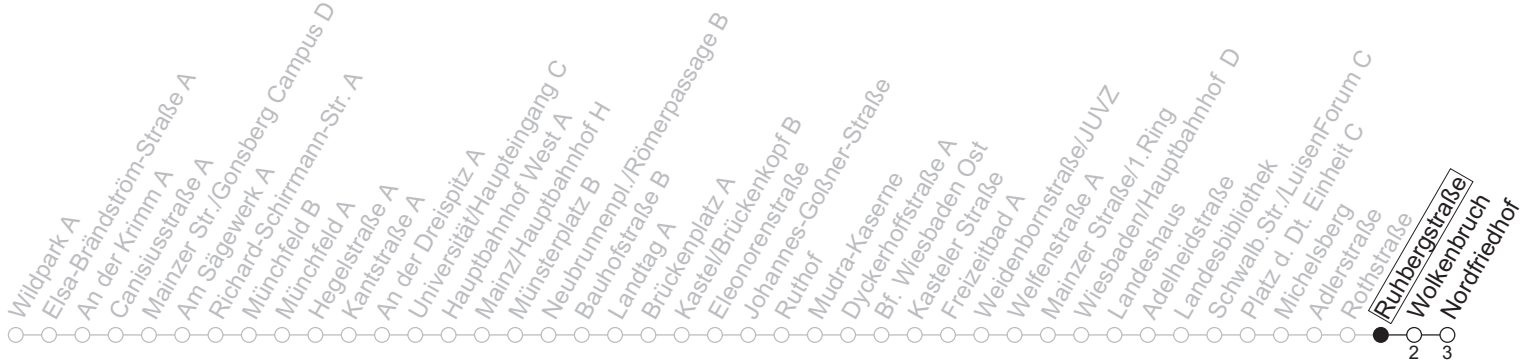 Wildpark A
Elsa-Brändström-Straße A
An der Krimm A
Canisiusstraße A
Mainzer Str./Gonsberg Campus D
Am Sägewerk A
Richard-Schirrmann-Str. A
Münchfeld B
Münchfeld A
Hegelstraße A
Kantstraße A
An der Dreispitz A
Universität/Haupteingang C
Hauptbahnhof West A
Mainz/Hauptbahnhof H
Münsterplatz B
Neubrunnenpl./Römerpassage B
Bauhofstraße B
Landtag A
Brückenplatz A
Kastel/Brückenkopf B
Eleonorenstraße
Johannes-Goßner-Straße
Ruthof
Mudra-Kaserne
Dyckerhoffstraße A
Bf. Wiesbaden Ost
Kasteler Straße
Freizeitbad A
Weidenbornstraße/JUVZ
Welfenstraße A
Mainzer Straße/1.Ring
Wiesbaden/Hauptbahnhof D
Landeshaus
Adelheidstraße
Landesbibliothek
Schwalb. Str./LuisenForum C
Platz d. Dt. Einheit C
Michelsberg
Adlerstraße
Rothstraße
Ruhbergstraße
Wolkenbruch
Nordfriedhof
2
3